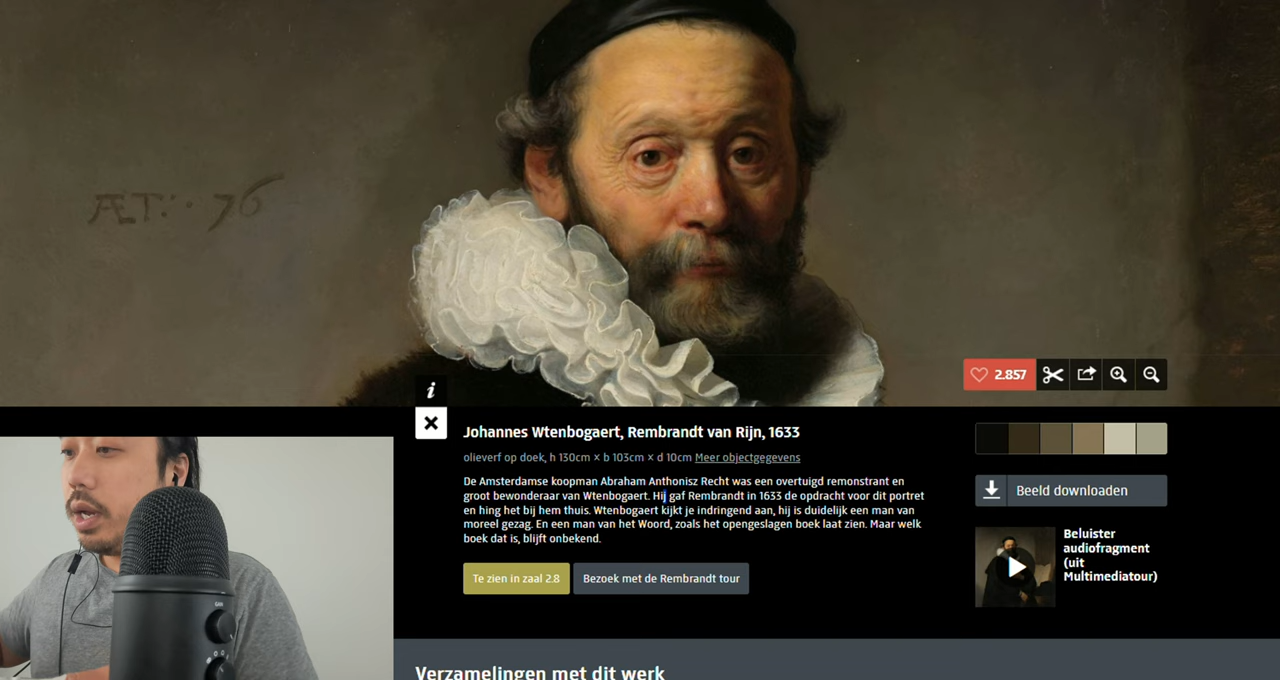 ÆT: · 76
2.857
i
Johannes Wtenbogaert, Rembrandt van Rijn, 1633
olieverf op doek, h 130cm × b 103cm × d 10cm Meer objectgegevens
De Amsterdamse koopman Abraham Anthonisz Recht was een overtuigd remonstrant en
groot bewonderaar van Wtenbogaert. Hij gaf Rembrandt in 1633 de opdracht voor dit portret
en hing het bij hem thuis. Wtenbogaert kijkt je indringend aan, hij is duidelijk een man van
moreel gezag. En een man van het Woord, zoals het opengeslagen boek laat zien. Maar welk
boek dat is, blijft onbekend.
Te zien in zaal 2.8
Bezoek met de Rembrandt tour
Beeld downloaden
Beluister
audiofragment
(uit
Multimediatour)
GAIN
Verzamelingen met dit werk